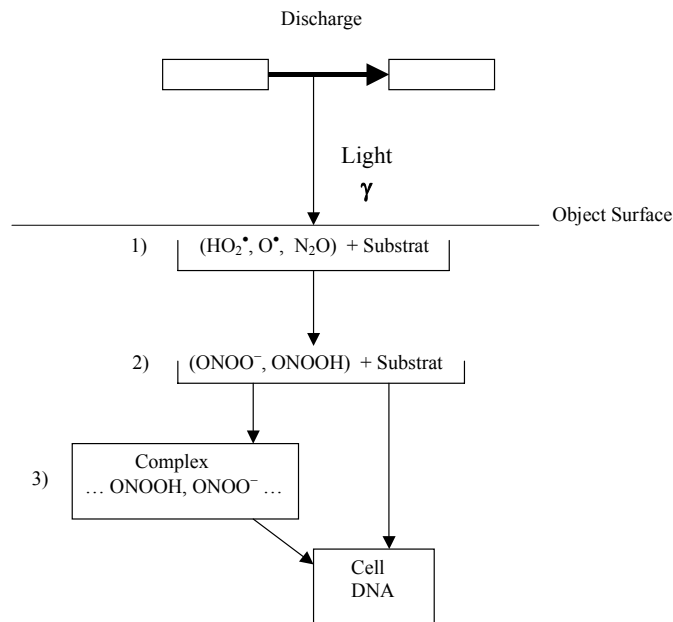 Discharge
Light
γ
Object Surface
1) (HO₂•, O•, N₂O) + Substrat
2) (ONOO⁻, ONOOH) + Substrat
Complex
3)
... ONOOH, ONOO⁻ ...
Cell
DNA